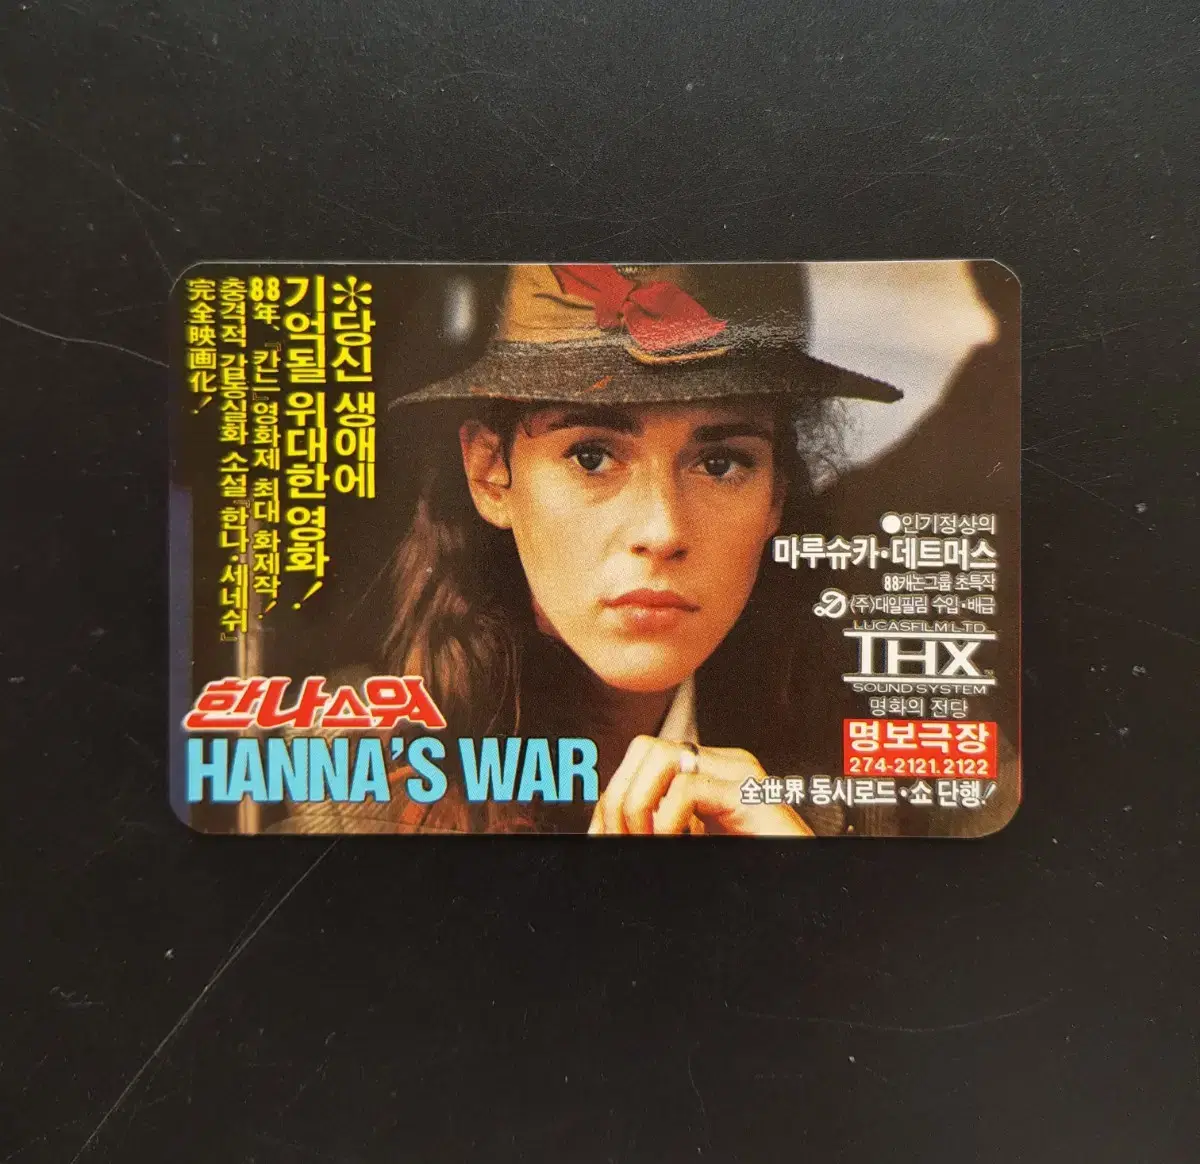 ※당신 생애에
기억될 위대한 영화!
88年、『칸느』영화제 최대 화제작!
충격적 감동실화 소설『한나·세네쉬』
完全映画化!
●인기정상의
마루슈카·데트머스
88캐논그룹 초특작
(주)대일필림 수입·배급
LUCASFILM LTD
THX
SOUND SYSTEM
명화의 전당
명보극장
274-2121.2122
全世界 동시로드·쇼 단행!
한나스워
HANNA'S WAR